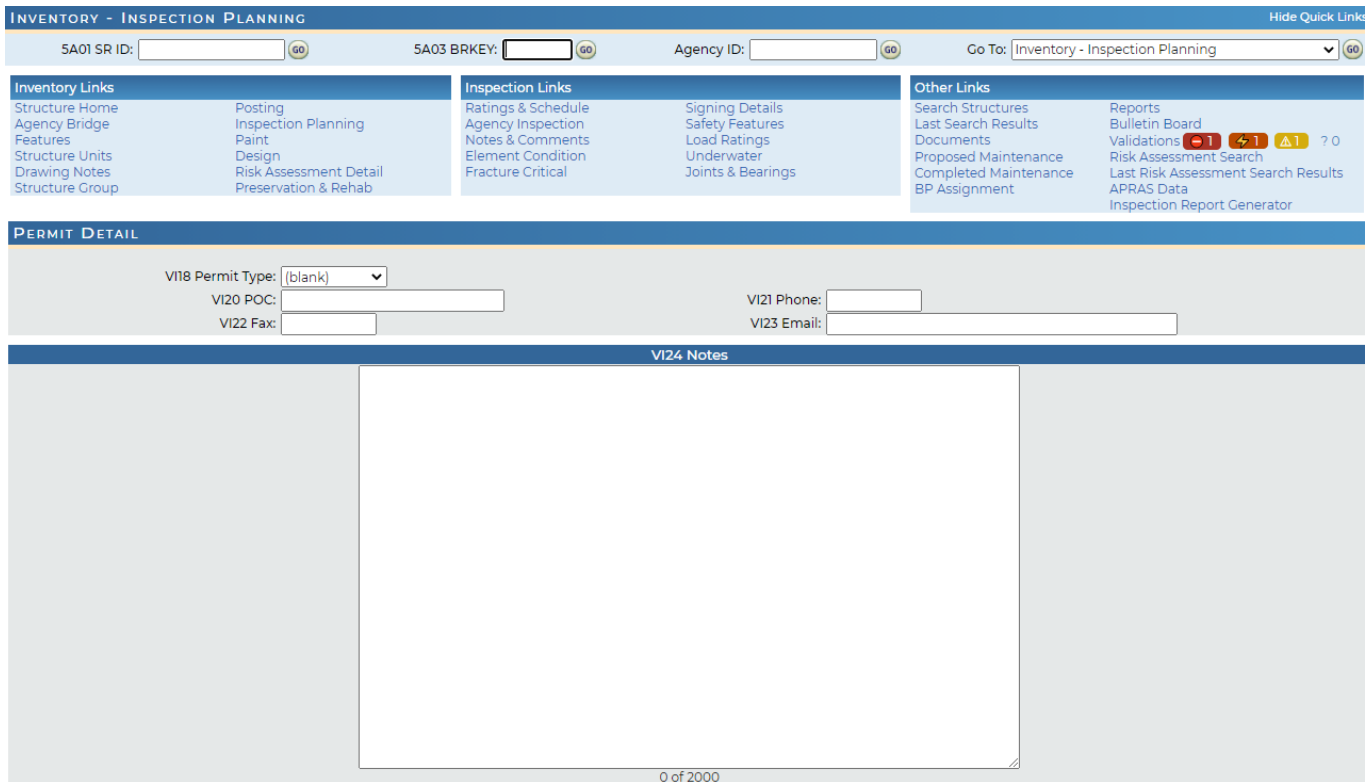 INVENTORY - INSPECTION PLANNING Hide Quick Links
5A01 SR ID: GO 5A03 BRKEY: GO Agency ID: GO Go To: Inventory - Inspection Planning GO
Inventory Links
Structure Home Posting
Agency Bridge Inspection Planning
Features Paint
Structure Units Design
Drawing Notes Risk Assessment Detail
Structure Group Preservation & Rehab
Inspection Links
Ratings & Schedule Signing Details
Agency Inspection Safety Features
Notes & Comments Load Ratings
Element Condition Underwater
Fracture Critical Joints & Bearings
Other Links
Search Structures Reports
Last Search Results Bulletin Board
Documents Validations 1 1 1 ? 0
Proposed Maintenance Risk Assessment Search
Completed Maintenance Last Risk Assessment Search Results
BP Assignment APRAS Data
Inspection Report Generator
PERMIT DETAIL
VI18 Permit Type: (blank)
VI20 POC: VI21 Phone:
VI22 Fax: VI23 Email:
VI24 Notes
0 of 2000